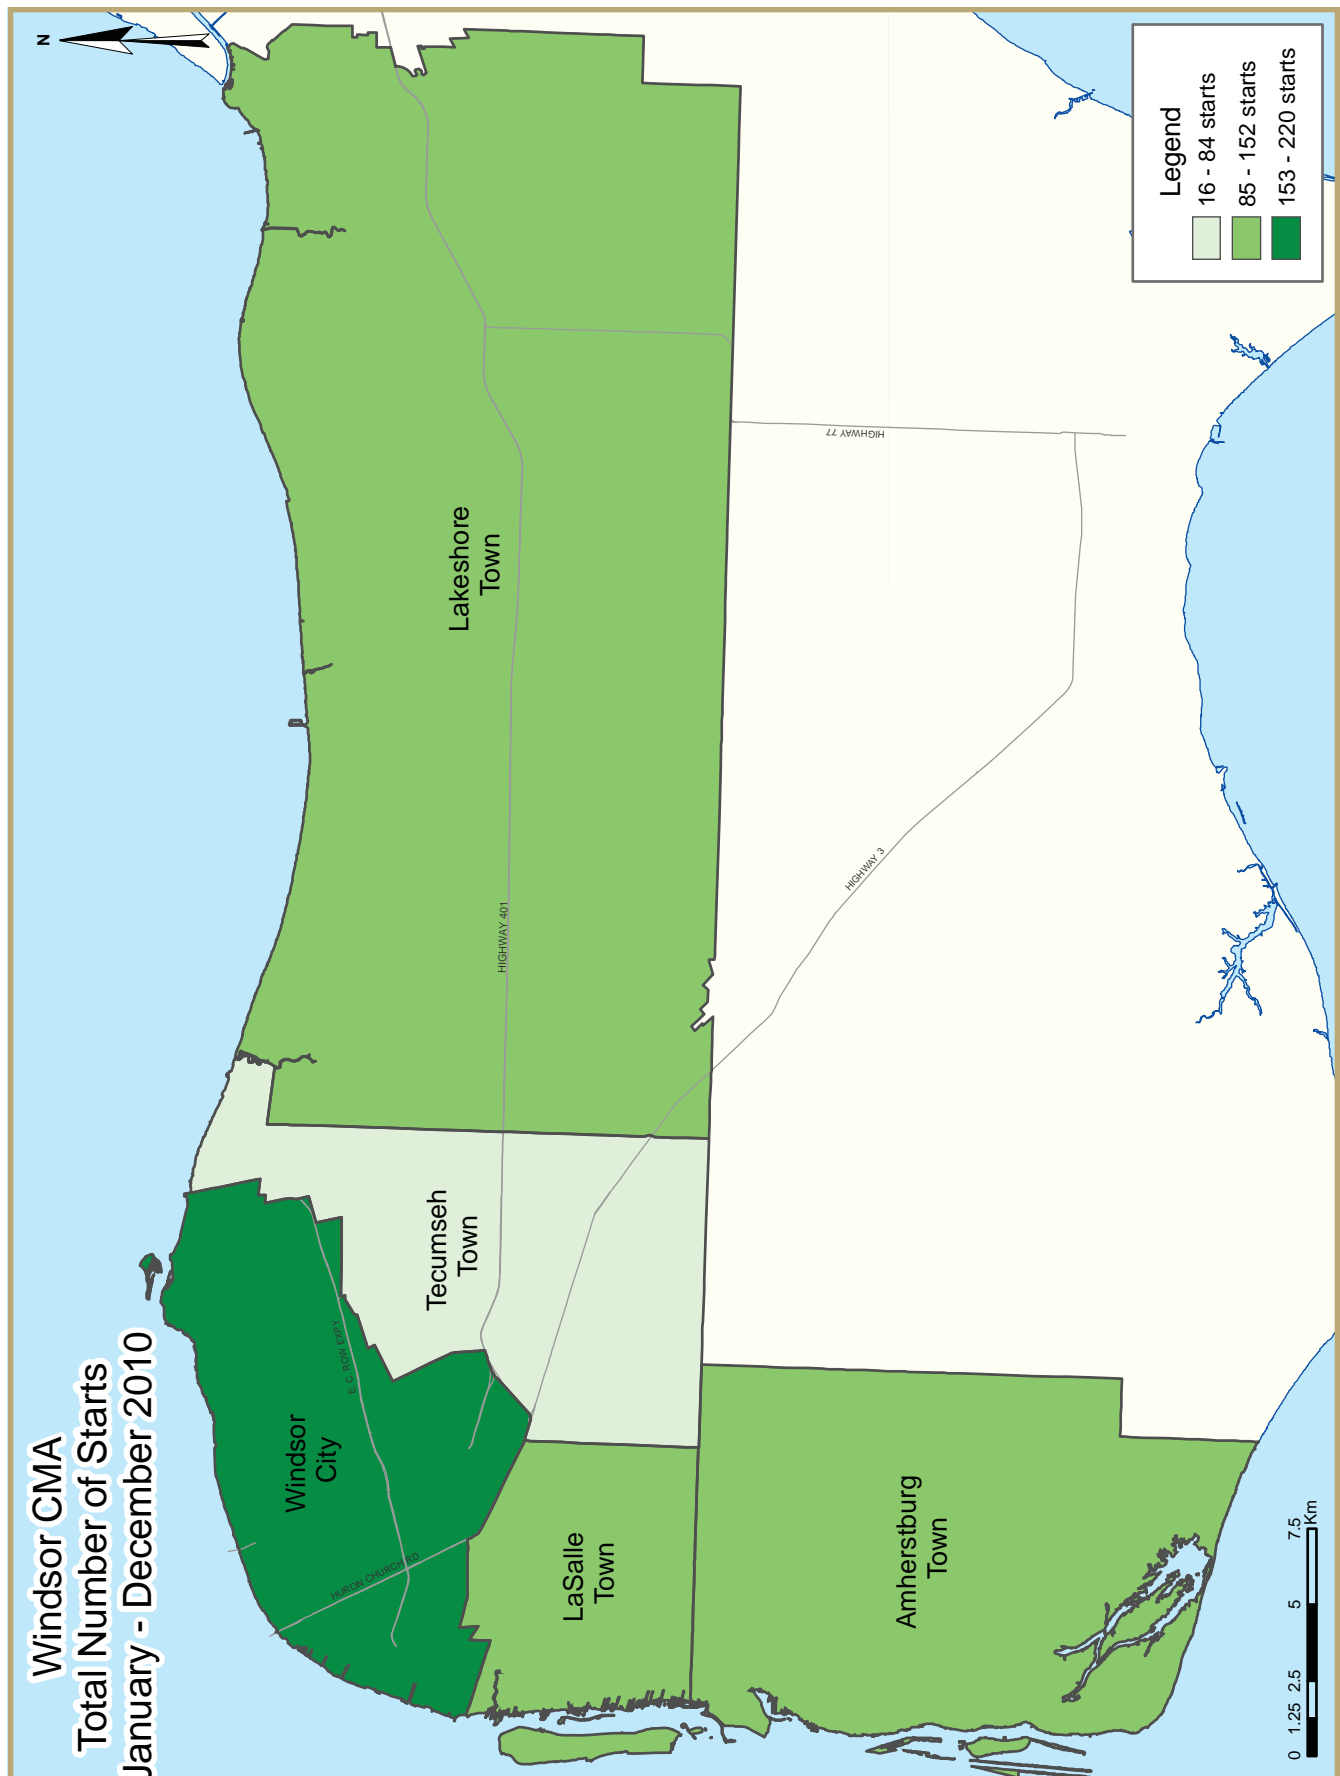 Windsor CMA
Total Number of Starts
January - December 2010
N
Lakeshore
Town
HIGHWAY 401
HIGHWAY 77
HIGHWAY 3
Tecumseh
Town
Windsor
City
E. C. ROW EXPY
HURON CHURCH RD
LaSalle
Town
Amherstburg
Town
Legend
16 - 84 starts
85 - 152 starts
153 - 220 starts
0 1.25 2.5 5 7.5
Km